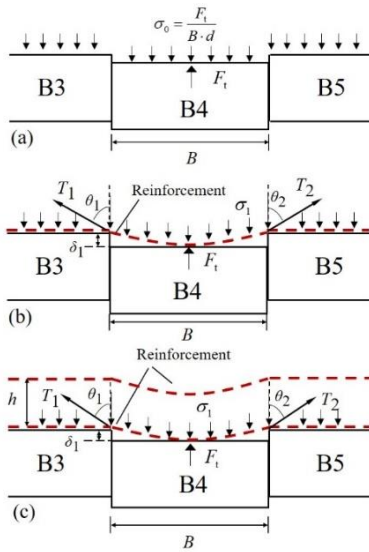 σ₀ = Fₜ / (B·d)
B3
B4
B5
Fₜ
(a)
B
T₁
θ₁
Reinforcement
θ₂
T₂
σ₁
δ₁
Fₜ
B3
B4
B5
(b)
B
Reinforcement
h
T₁
θ₁
σ₁
θ₂
T₂
δ₁
Fₜ
B3
B4
B5
(c)
B